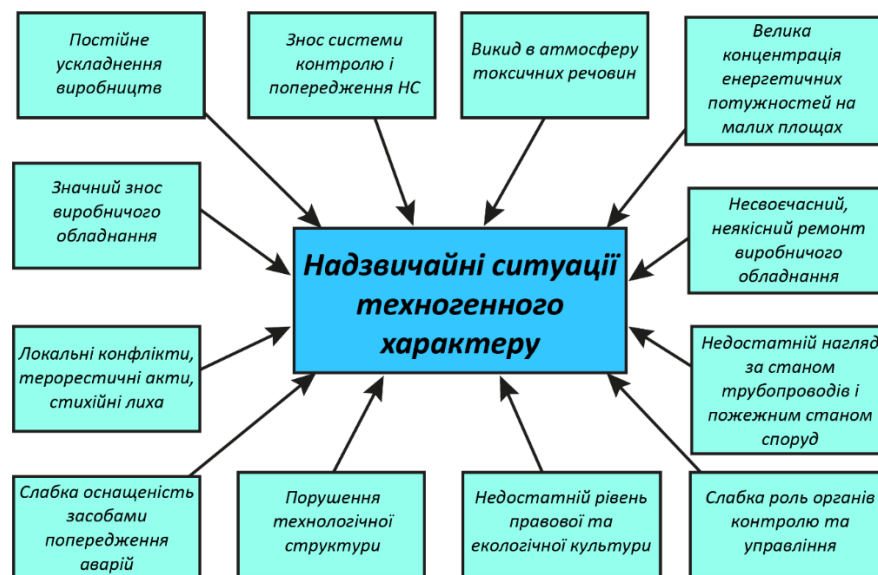 Постійне
ускладнення
виробництв
Знос системи
контролю і
попередження НС
Викид в атмосферу
токсичних речовин
Велика
концентрація
енергетичних
потужностей на
малих площах
Значний знос
виробничого
обладнання
Несвоєчасний,
неякісний ремонт
виробничого
обладнання
Надзвичайні ситуації
техногенного
характеру
Локальні конфлікти,
терорестичні акти,
стихійні лиха
Недостатній нагляд
за станом
трубопроводів і
пожежним станом
споруд
Слабка оснащеність
засобами
попередження
аварій
Порушення
технологічної
структури
Недостатній рівень
правової та
екологічної культури
Слабка роль органів
контролю та
управління